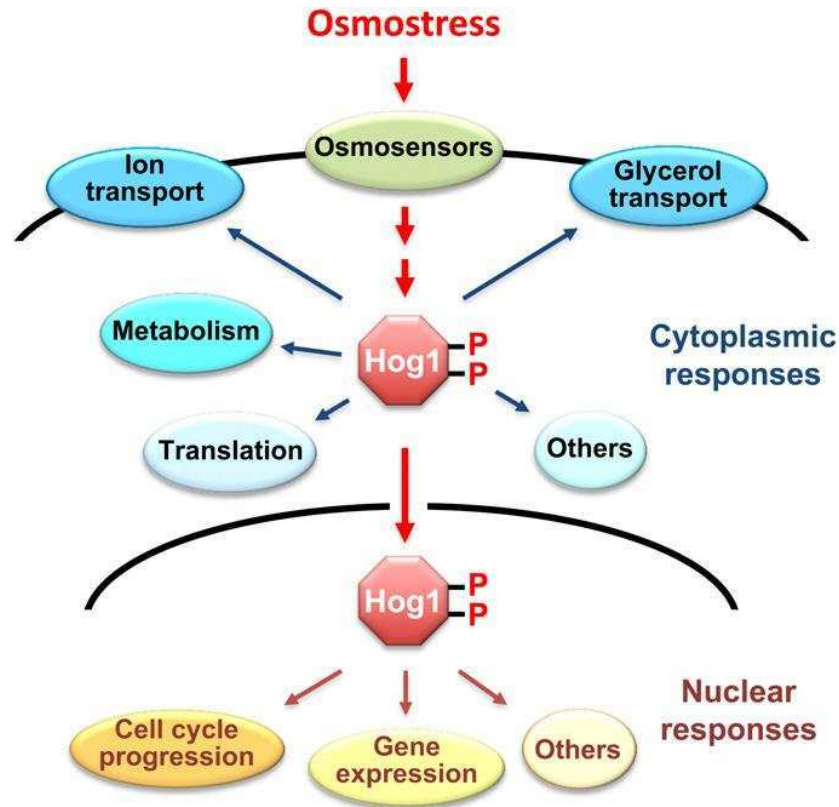 Osmostress
Osmosensors
Ion
transport
Glycerol
transport
Metabolism
Hog1
P
P
Cytoplasmic
responses
Translation
Others
Hog1
P
P
Nuclear
responses
Cell cycle
progression
Gene
expression
Others